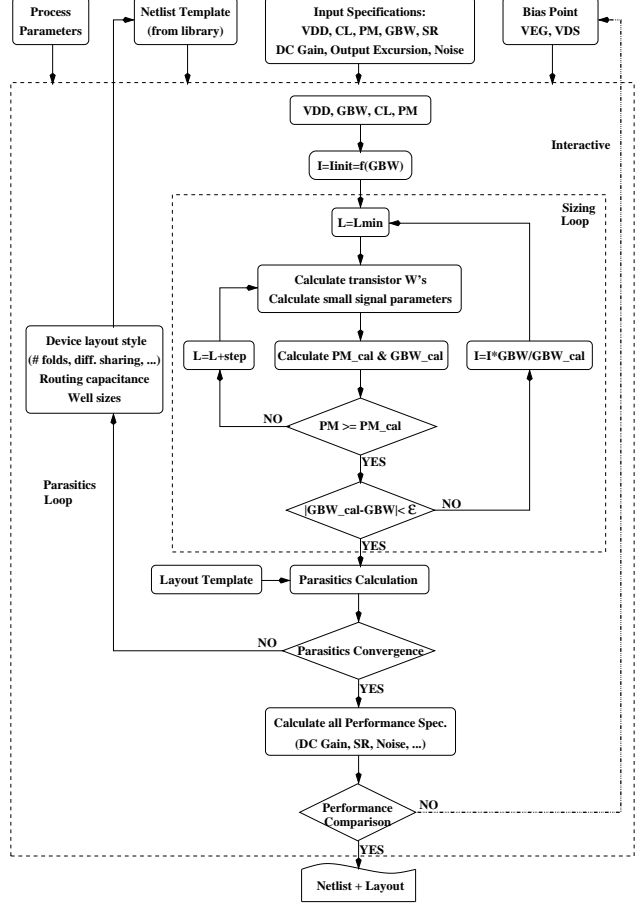 Process
Parameters
Netlist Template
(from library)
Input Specifications:
VDD, CL, PM, GBW, SR
DC Gain, Output Excursion, Noise
Bias Point
VEG, VDS
VDD, GBW, CL, PM
Interactive
I=Iinit=f(GBW)
Sizing
Loop
L=Lmin
Calculate transistor W's
Calculate small signal parameters
Device layout style
(# folds, diff. sharing, ...)
Routing capacitance
Well sizes
L=L+step
Calculate PM_cal & GBW_cal
I=I*GBW/GBW_cal
NO
PM >= PM_cal
YES
Parasitics
Loop
|GBW_cal-GBW|< ε
NO
YES
Layout Template
Parasitics Calculation
NO
Parasitics Convergence
YES
Calculate all Performance Spec.
(DC Gain, SR, Noise, ...)
Performance
Comparison
NO
YES
Netlist + Layout